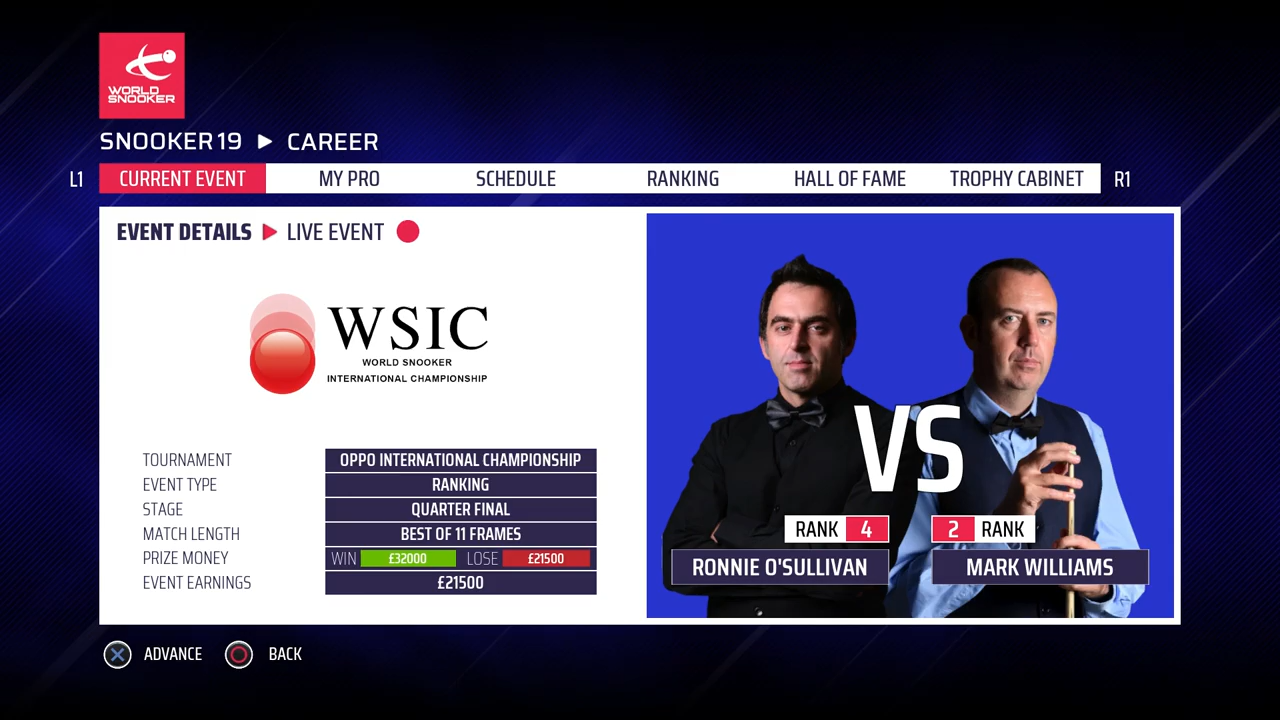 WORLD
SNOOKER
SNOOKER 19 ▶ CAREER
L1 CURRENT EVENT MY PRO SCHEDULE RANKING HALL OF FAME TROPHY CABINET R1
EVENT DETAILS ▶ LIVE EVENT
WSIC
WORLD SNOOKER
INTERNATIONAL CHAMPIONSHIP
TOURNAMENT OPPO INTERNATIONAL CHAMPIONSHIP
EVENT TYPE RANKING
STAGE QUARTER FINAL
MATCH LENGTH BEST OF 11 FRAMES
PRIZE MONEY WIN £32000 LOSE £21500
EVENT EARNINGS £21500
VS
RANK 4 2 RANK
RONNIE O'SULLIVAN MARK WILLIAMS
ADVANCE BACK